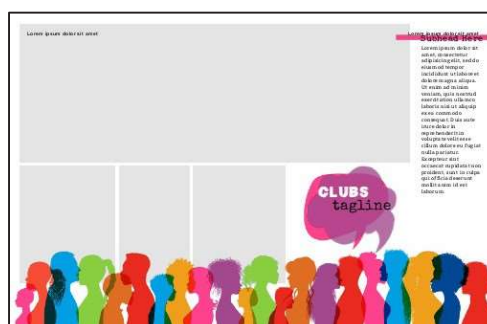 Lorem ipsum dolor sit amet
Lorem ipsum dolor sit amet
Subhead Here
Lorem ipsum dolor sit
amet, consectetur
adipisicing elit, sed do
eiusmod tempor
incididunt ut labore et
dolore magna aliqua.
Ut enim ad minim
veniam, quis nostrud
exercitation ullamco
laboris nisi ut aliquip
ex ea commodo
consequat. Duis aute
irure dolor in
reprehenderit in
voluptate velit esse
cillum dolore eu fugiat
nulla pariatur.
Excepteur sint
occaecat cupidatat non
proident, sunt in culpa
qui officia deserunt
mollit anim id est
laborum.
CLUBS
tagline